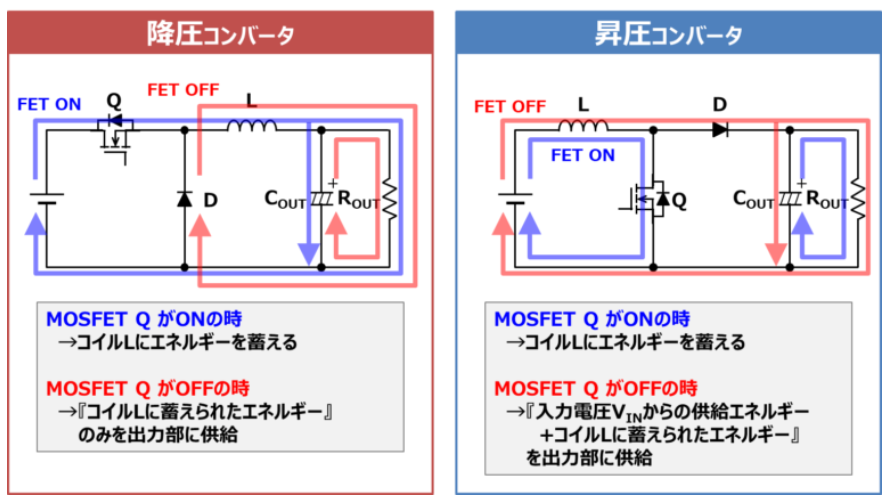 降圧コンバータ
FET ON
Q
FET OFF
L
D
C_OUT
+
R_OUT
MOSFET Q がONの時
→コイルLにエネルギーを蓄える
MOSFET Q がOFFの時
→『コイルLに蓄えられたエネルギー』
のみを出力部に供給
昇圧コンバータ
FET OFF
L
D
FET ON
Q
C_OUT
+
R_OUT
MOSFET Q がONの時
→コイルLにエネルギーを蓄える
MOSFET Q がOFFの時
→『入力電圧V_INからの供給エネルギー
+コイルLに蓄えられたエネルギー』
を出力部に供給